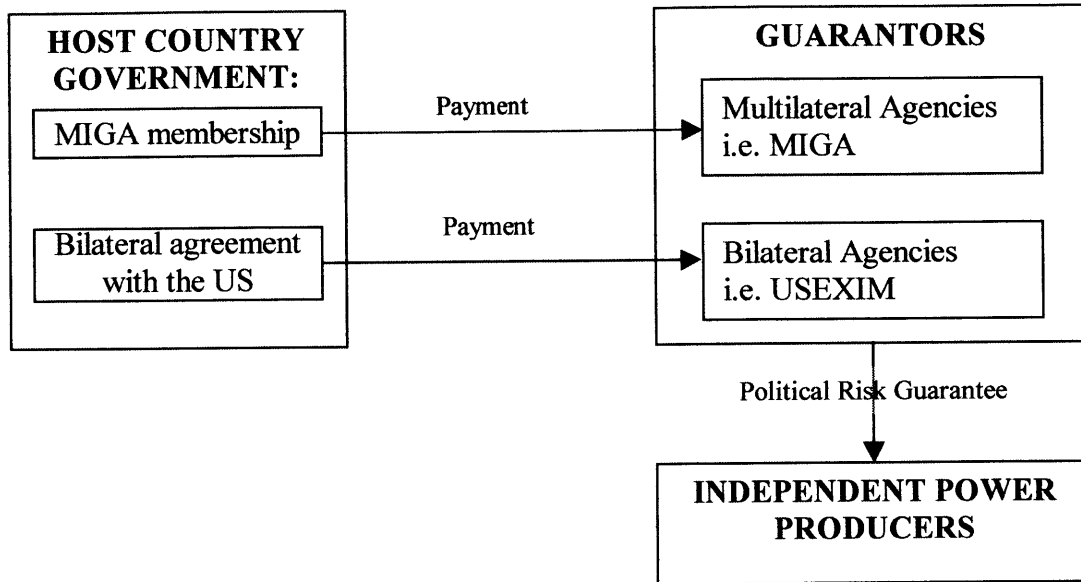 HOST COUNTRY
GOVERNMENT:
MIGA membership
Bilateral agreement
with the US
Payment
Payment
GUARANTORS
Multilateral Agencies
i.e. MIGA
Bilateral Agencies
i.e. USEXIM
Political Risk Guarantee
INDEPENDENT POWER
PRODUCERS